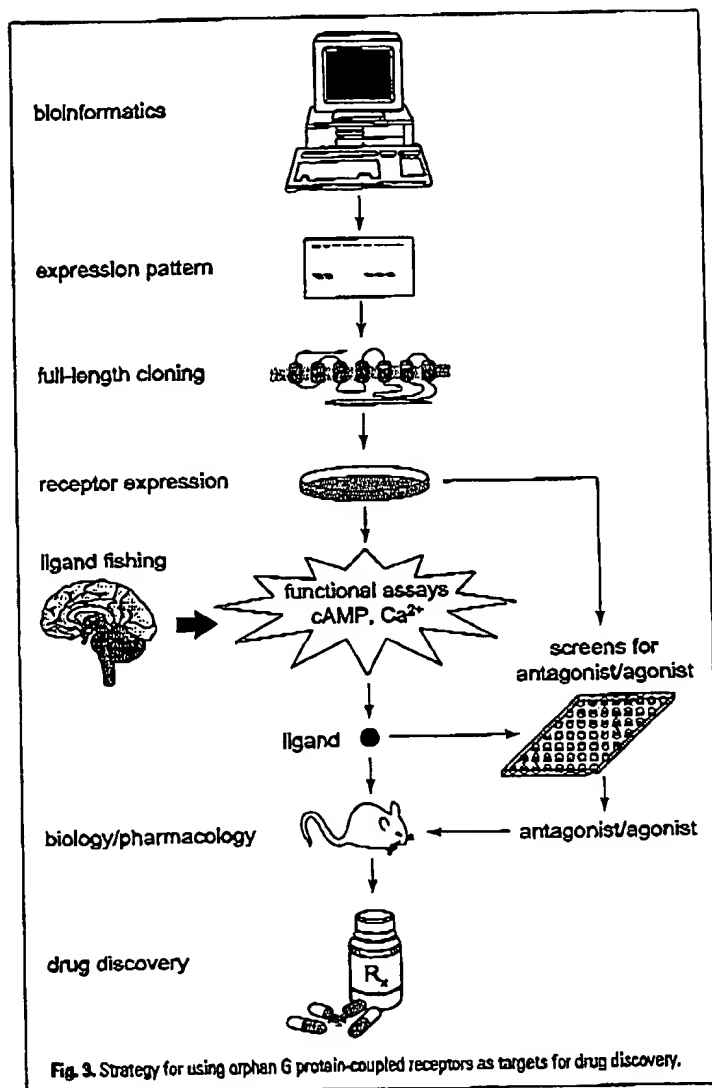 bioinformatics
expression pattern
full-length cloning
receptor expression
ligand fishing
functional assays
cAMP, Ca²⁺
screens for
antagonist/agonist
ligand
biology/pharmacology
antagonist/agonist
drug discovery
Rx
Fig. 3. Strategy for using orphan G protein-coupled receptors as targets for drug discovery.